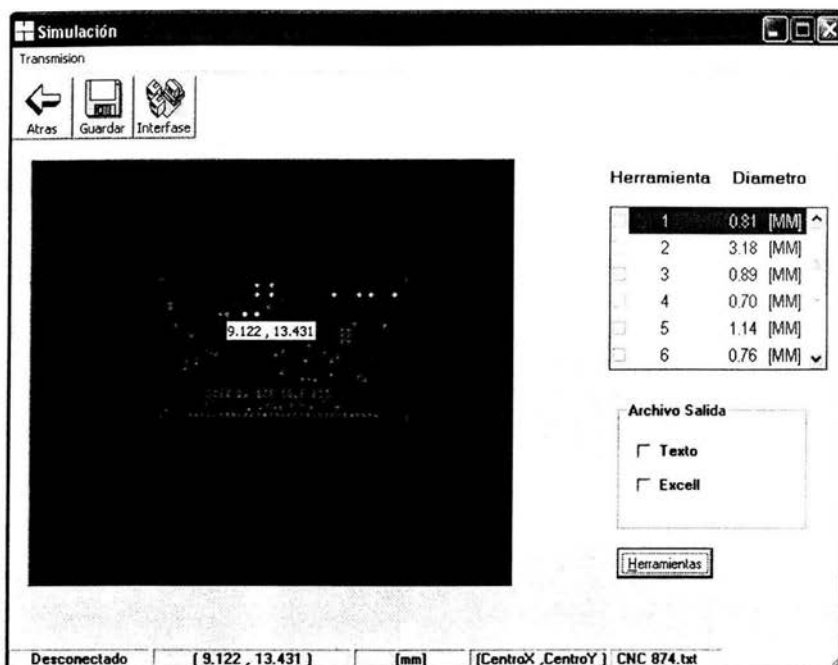 Simulación
Transmision
Atras Guardar Interfase
Herramienta Diametro
1 0.81 [MM]
2 3.18 [MM]
3 0.89 [MM]
4 0.70 [MM]
5 1.14 [MM]
6 0.76 [MM]
9.122 , 13.431
Archivo Salida
Texto
Excell
Herramientas
Desconectado [ 9.122 , 13.431 ] [mm] [CentroX ,CentroY ] CNC 874.txt